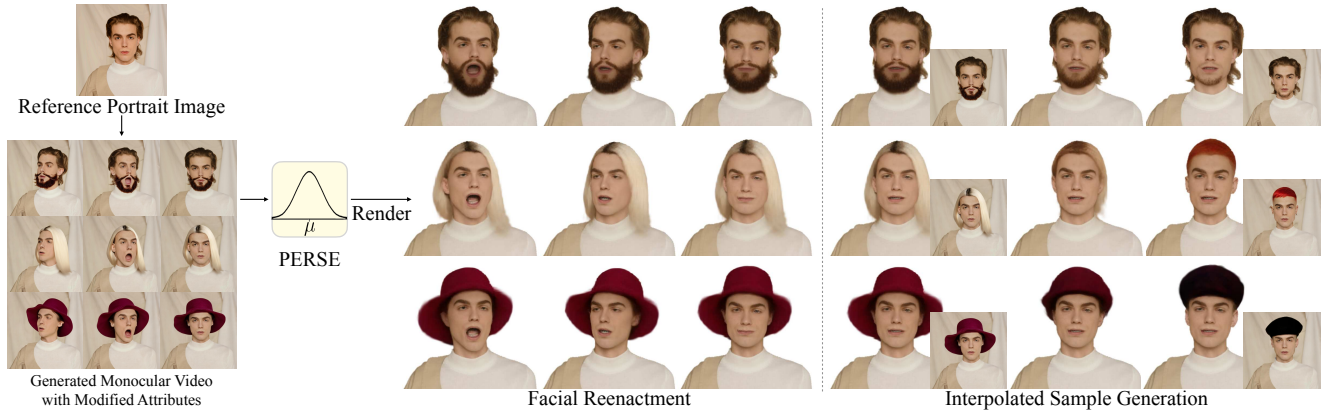 Reference Portrait Image
Generated Monocular Video
with Modified Attributes
μ
PERSE
Render
Facial Reenactment
Interpolated Sample Generation